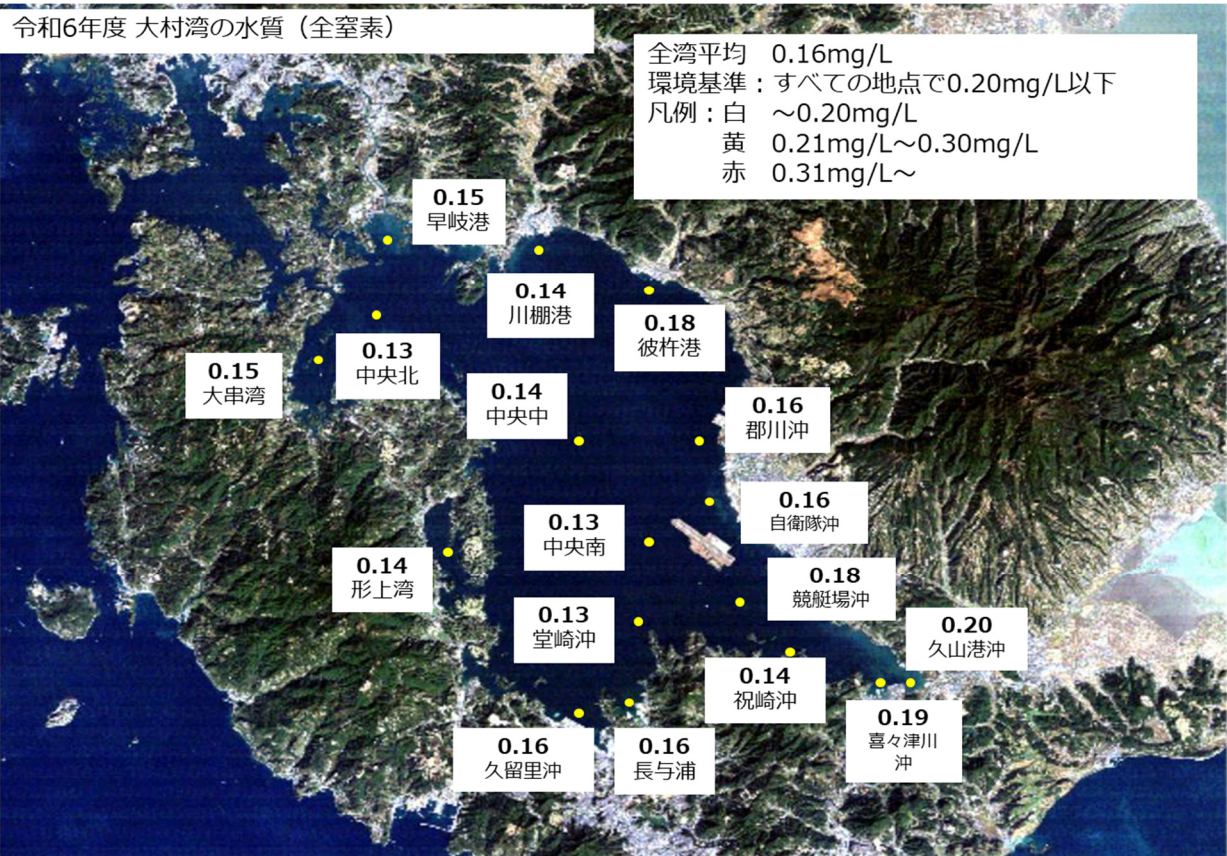 令和6年度 大村湾の水質（全窒素）
全湾平均　0.16mg/L
環境基準：すべての地点で0.20mg/L以下
凡例：白　～0.20mg/L
黄　0.21mg/L～0.30mg/L
赤　0.31mg/L～
0.15
早岐港
0.14
川棚港
0.18
彼杵港
0.13
中央北
0.15
大串湾
0.14
中央中
0.16
郡川沖
0.16
自衛隊沖
0.13
中央南
0.14
形上湾
0.18
競艇場沖
0.13
堂崎沖
0.20
久山港沖
0.14
祝崎沖
0.19
喜々津川
沖
0.16
久留里沖
0.16
長与浦